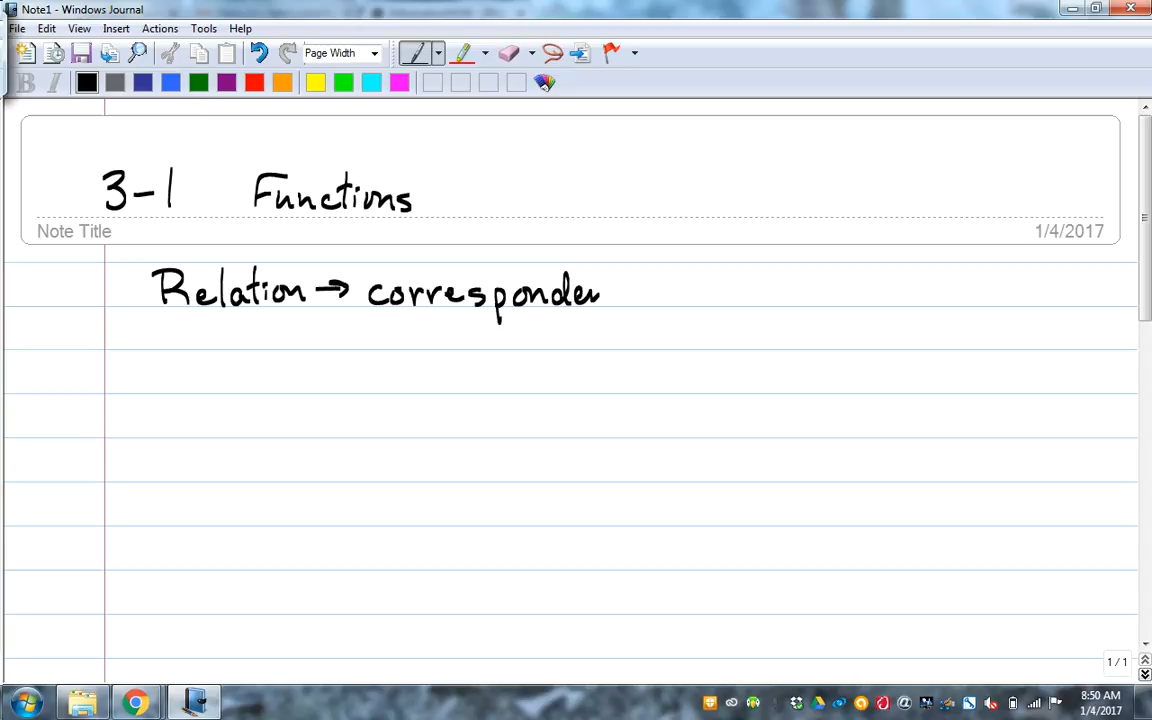 Note1 - Windows Journal
File Edit View Insert Actions Tools Help
Page Width
B I
3-1 Functions
Note Title
1/4/2017
Relation → corresponden
1 / 1
8:50 AM
1/4/2017